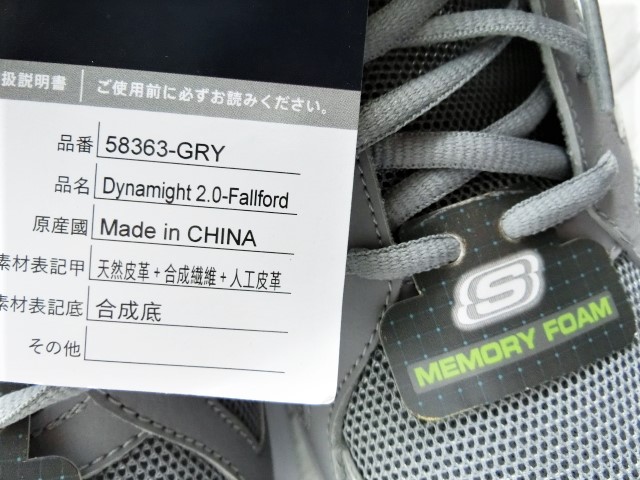 扱説明書 ご使用前に必ずお読みください。
品番 58363-GRY
品名 Dynamight 2.0-Fallford
原産國 Made in CHINA
素材表記甲 天然皮革+合成繊維+人工皮革
素材表記底 合成底
その他
S
MEMORY FOAM